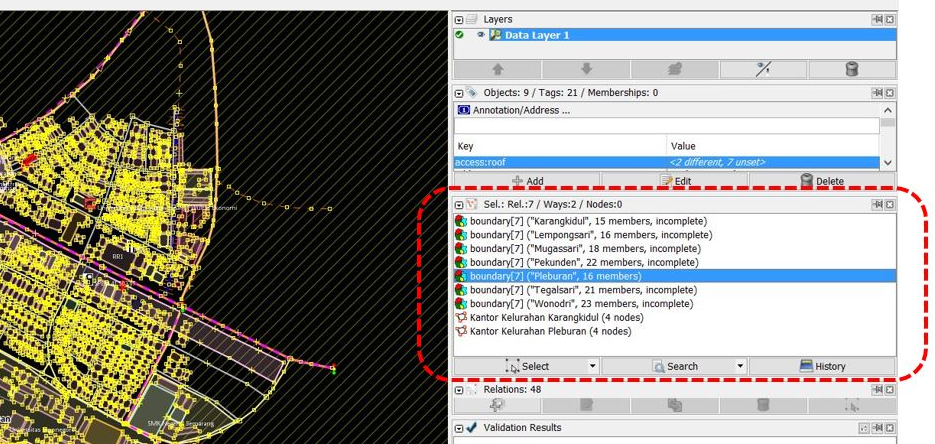 Layers
Data Layer 1
Objects: 9 / Tags: 21 / Memberships: 0
Annotation/Address ...
Key Value
access:roof <2 different, 7 unset>
Add Edit Delete
Sel.: Rel.:7 / Ways:2 / Nodes:0
boundary[7] ("Karangkidul", 15 members, incomplete)
boundary[7] ("Lempongsari", 16 members, incomplete)
boundary[7] ("Mugassari", 18 members, incomplete)
boundary[7] ("Pekunden", 22 members, incomplete)
boundary[7] ("Pleburan", 16 members)
boundary[7] ("Tegalsari", 21 members, incomplete)
boundary[7] ("Wonodri", 23 members, incomplete)
Kantor Kelurahan Karangkidul (4 nodes)
Kantor Kelurahan Pleburan (4 nodes)
Select Search History
Relations: 48
Validation Results
RR1